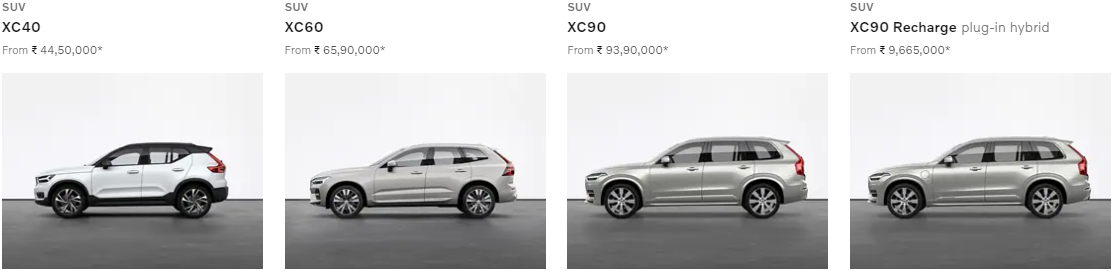 SUV
XC40
From ₹ 44,50,000*
SUV
XC60
From ₹ 65,90,000*
SUV
XC90
From ₹ 93,90,000*
SUV
XC90 Recharge plug-in hybrid
From ₹ 9,665,000*